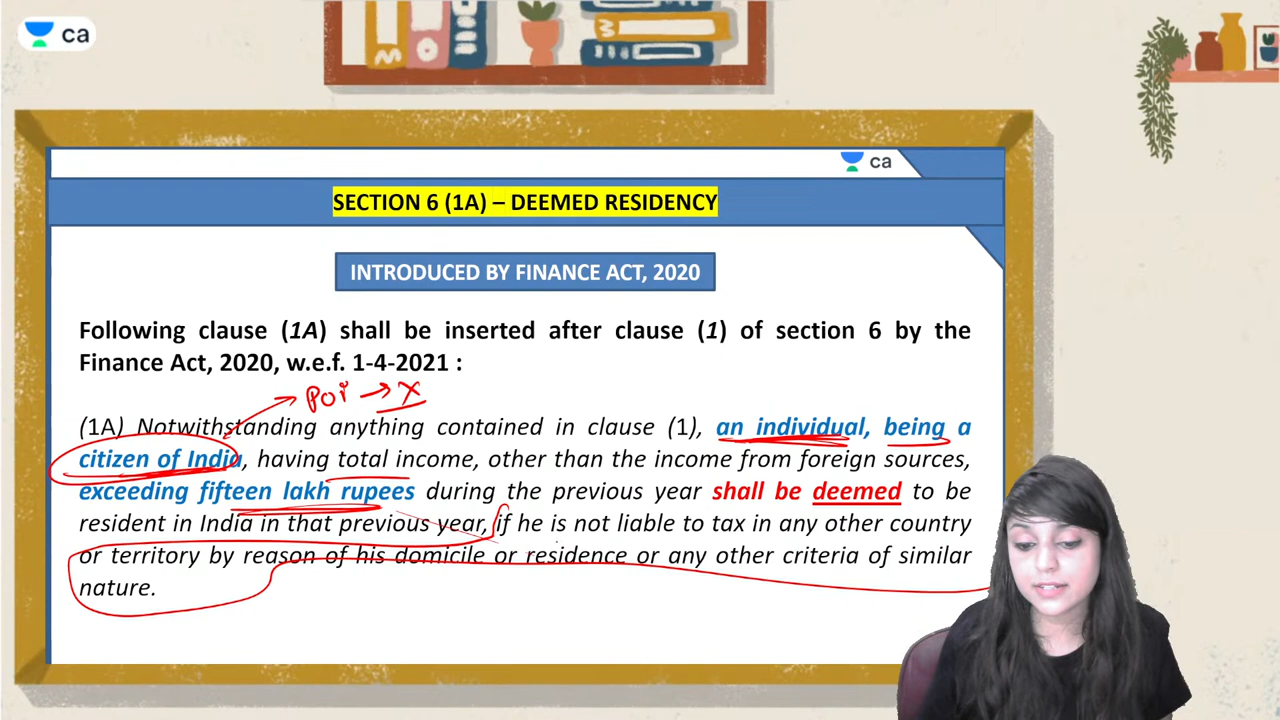 ca
ca
SECTION 6 (1A) – DEEMED RESIDENCY
INTRODUCED BY FINANCE ACT, 2020
Following clause (1A) shall be inserted after clause (1) of section 6 by the
Finance Act, 2020, w.e.f. 1-4-2021 :
POI → X
(1A) Notwithstanding anything contained in clause (1), an individual, being a
citizen of India, having total income, other than the income from foreign sources,
exceeding fifteen lakh rupees during the previous year shall be deemed to be
resident in India in that previous year, if he is not liable to tax in any other country
or territory by reason of his domicile or residence or any other criteria of similar
nature.